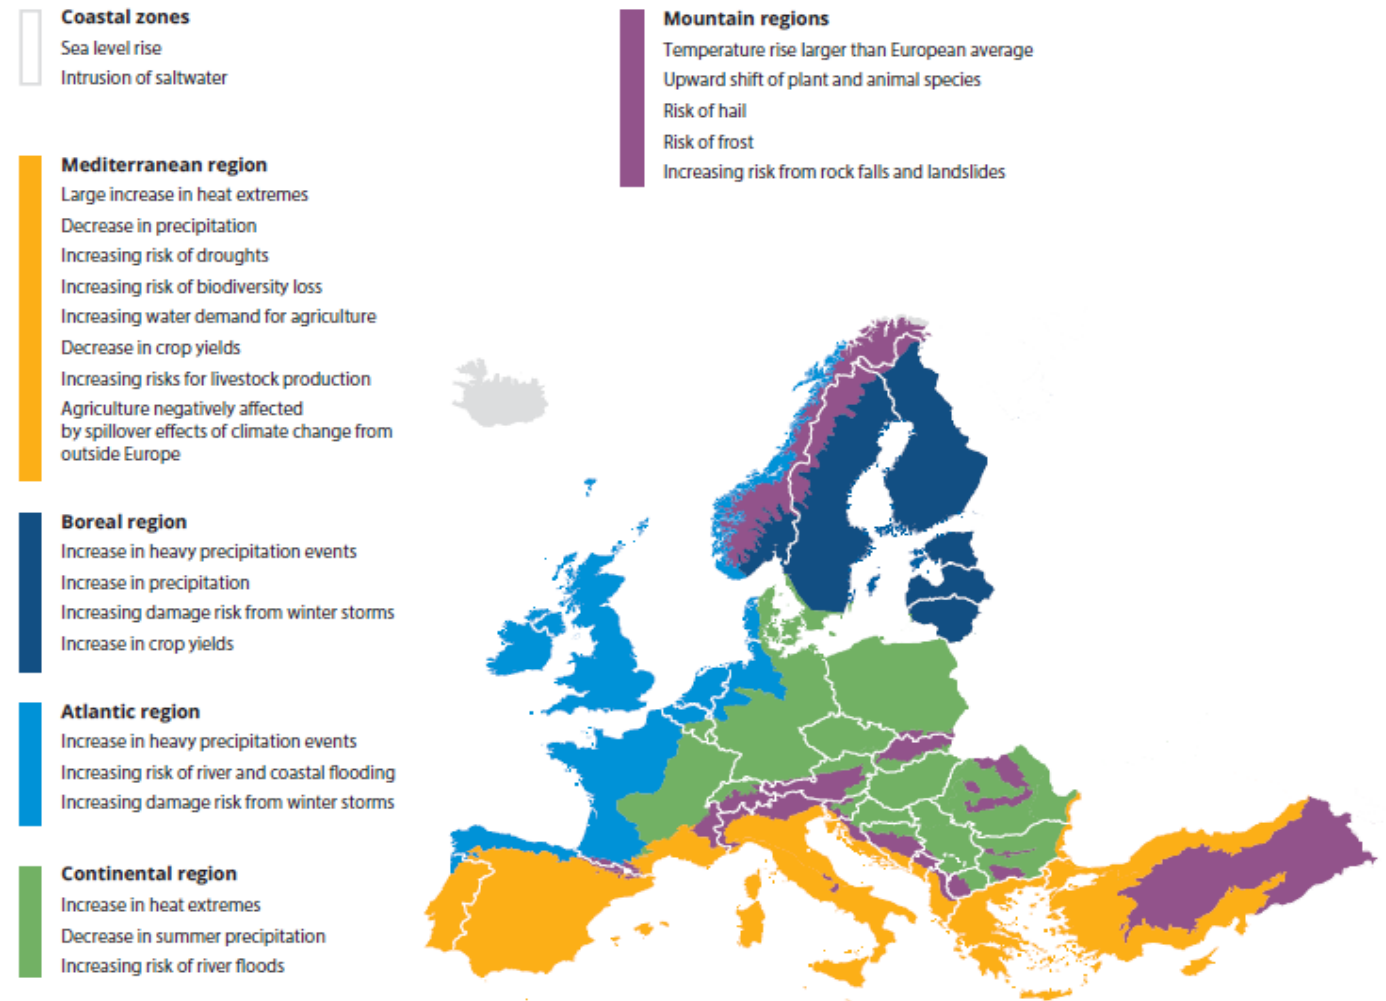 Coastal zones
Sea level rise
Intrusion of saltwater
Mediterranean region
Large increase in heat extremes
Decrease in precipitation
Increasing risk of droughts
Increasing risk of biodiversity loss
Increasing water demand for agriculture
Decrease in crop yields
Increasing risks for livestock production
Agriculture negatively affected
by spillover effects of climate change from
outside Europe
Boreal region
Increase in heavy precipitation events
Increase in precipitation
Increasing damage risk from winter storms
Increase in crop yields
Atlantic region
Increase in heavy precipitation events
Increasing risk of river and coastal flooding
Increasing damage risk from winter storms
Continental region
Increase in heat extremes
Decrease in summer precipitation
Increasing risk of river floods
Mountain regions
Temperature rise larger than European average
Upward shift of plant and animal species
Risk of hail
Risk of frost
Increasing risk from rock falls and landslides